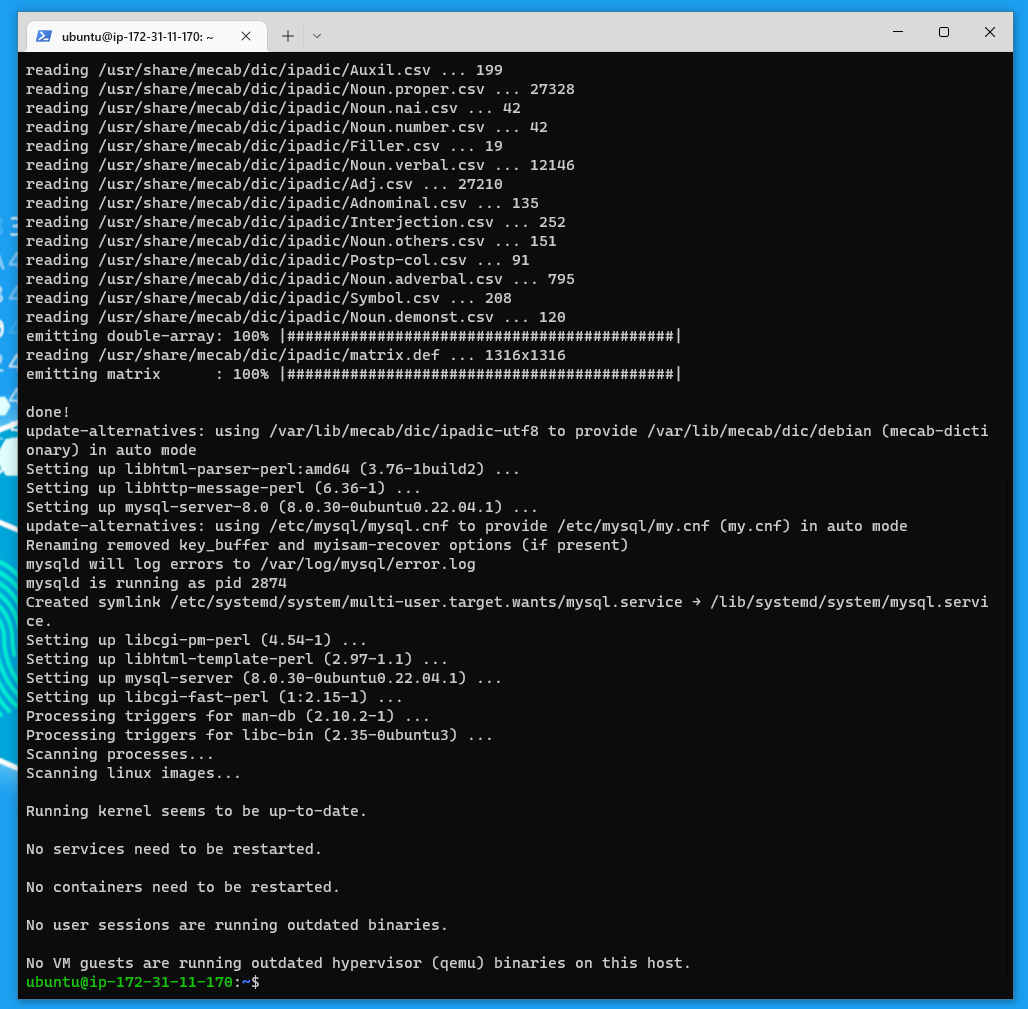 ubuntu@ip-172-31-11-170: ~
reading /usr/share/mecab/dic/ipadic/Auxil.csv ... 199
reading /usr/share/mecab/dic/ipadic/Noun.proper.csv ... 27328
reading /usr/share/mecab/dic/ipadic/Noun.nai.csv ... 42
reading /usr/share/mecab/dic/ipadic/Noun.number.csv ... 42
reading /usr/share/mecab/dic/ipadic/Filler.csv ... 19
reading /usr/share/mecab/dic/ipadic/Noun.verbal.csv ... 12146
reading /usr/share/mecab/dic/ipadic/Adj.csv ... 27210
reading /usr/share/mecab/dic/ipadic/Adnominal.csv ... 135
reading /usr/share/mecab/dic/ipadic/Interjection.csv ... 252
reading /usr/share/mecab/dic/ipadic/Noun.others.csv ... 151
reading /usr/share/mecab/dic/ipadic/Postp-col.csv ... 91
reading /usr/share/mecab/dic/ipadic/Noun.adverbal.csv ... 795
reading /usr/share/mecab/dic/ipadic/Symbol.csv ... 208
reading /usr/share/mecab/dic/ipadic/Noun.demonst.csv ... 120
emitting double-array: 100% |###########################################|
reading /usr/share/mecab/dic/ipadic/matrix.def ... 1316x1316
emitting matrix      : 100% |###########################################|
done!
update-alternatives: using /var/lib/mecab/dic/ipadic-utf8 to provide /var/lib/mecab/dic/debian (mecab-dicti
onary) in auto mode
Setting up libhtml-parser-perl:amd64 (3.76-1build2) ...
Setting up libhttp-message-perl (6.36-1) ...
Setting up mysql-server-8.0 (8.0.30-0ubuntu0.22.04.1) ...
update-alternatives: using /etc/mysql/mysql.cnf to provide /etc/mysql/my.cnf (my.cnf) in auto mode
Renaming removed key_buffer and myisam-recover options (if present)
mysqld will log errors to /var/log/mysql/error.log
mysqld is running as pid 2874
Created symlink /etc/systemd/system/multi-user.target.wants/mysql.service → /lib/systemd/system/mysql.servi
ce.
Setting up libcgi-pm-perl (4.54-1) ...
Setting up libhtml-template-perl (2.97-1.1) ...
Setting up mysql-server (8.0.30-0ubuntu0.22.04.1) ...
Setting up libcgi-fast-perl (1:2.15-1) ...
Processing triggers for man-db (2.10.2-1) ...
Processing triggers for libc-bin (2.35-0ubuntu3) ...
Scanning processes...
Scanning linux images...
Running kernel seems to be up-to-date.
No services need to be restarted.
No containers need to be restarted.
No user sessions are running outdated binaries.
No VM guests are running outdated hypervisor (qemu) binaries on this host.
ubuntu@ip-172-31-11-170:~$